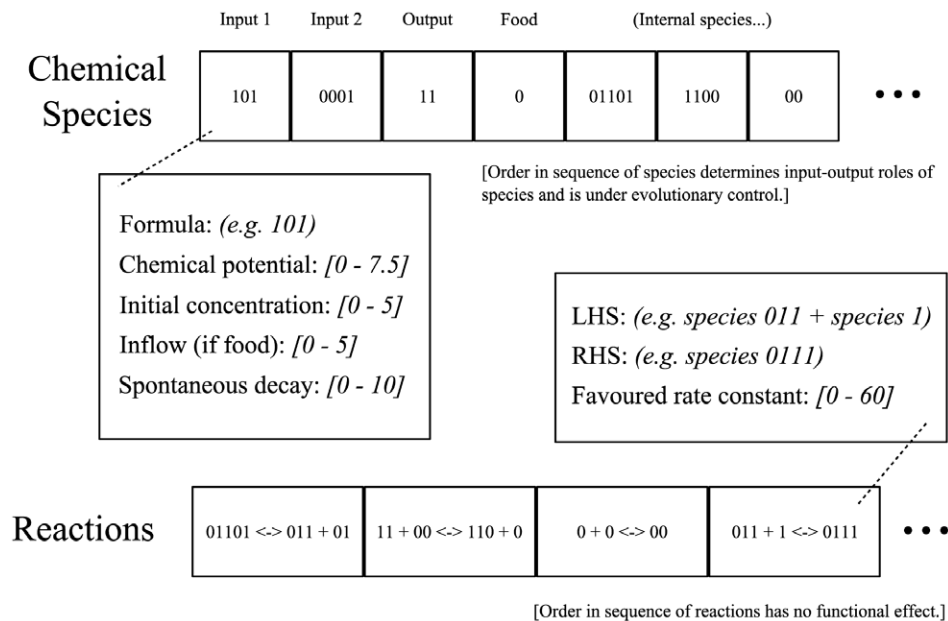 Input 1 Input 2 Output Food (Internal species...)
Chemical
Species
101 0001 11 0 01101 1100 00 •••
[Order in sequence of species determines input-output roles of
species and is under evolutionary control.]
Formula: (e.g. 101)
Chemical potential: [0 - 7.5]
Initial concentration: [0 - 5]
Inflow (if food): [0 - 5]
Spontaneous decay: [0 - 10]
LHS: (e.g. species 011 + species 1)
RHS: (e.g. species 0111)
Favoured rate constant: [0 - 60]
Reactions
01101 <-> 011 + 01 11 + 00 <-> 110 + 0 0 + 0 <-> 00 011 + 1 <-> 0111 •••
[Order in sequence of reactions has no functional effect.]